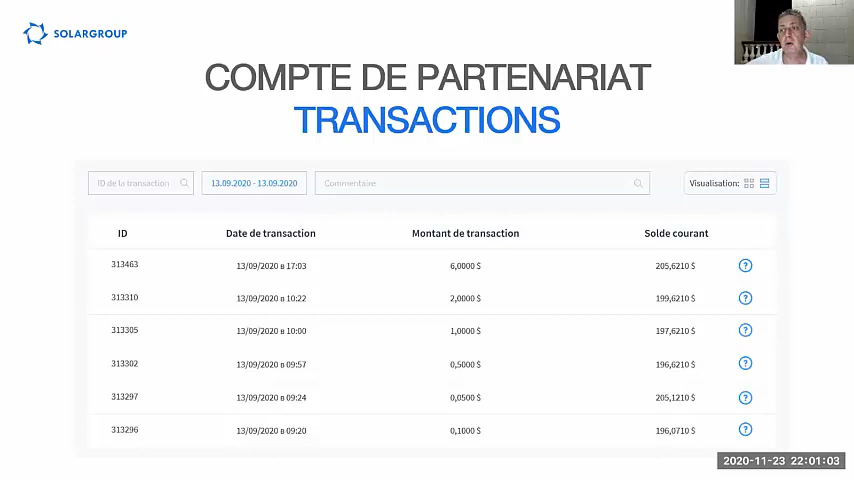 SOLARGROUP
COMPTE DE PARTENARIAT
TRANSACTIONS
ID de la transaction 13.09.2020 - 13.09.2020 Commentaire Visualisation:
ID Date de transaction Montant de transaction Solde courant
313463 13/09/2020 в 17:03 6,0000 $ 205,6210 $ ?
313310 13/09/2020 в 10:22 2,0000 $ 199,6210 $ ?
313305 13/09/2020 в 10:00 1,0000 $ 197,6210 $ ?
313302 13/09/2020 в 09:57 0,5000 $ 196,6210 $ ?
313297 13/09/2020 в 09:24 0,0500 $ 205,1210 $ ?
313296 13/09/2020 в 09:20 0,1000 $ 196,0710 $ ?
2020-11-23 22:01:03